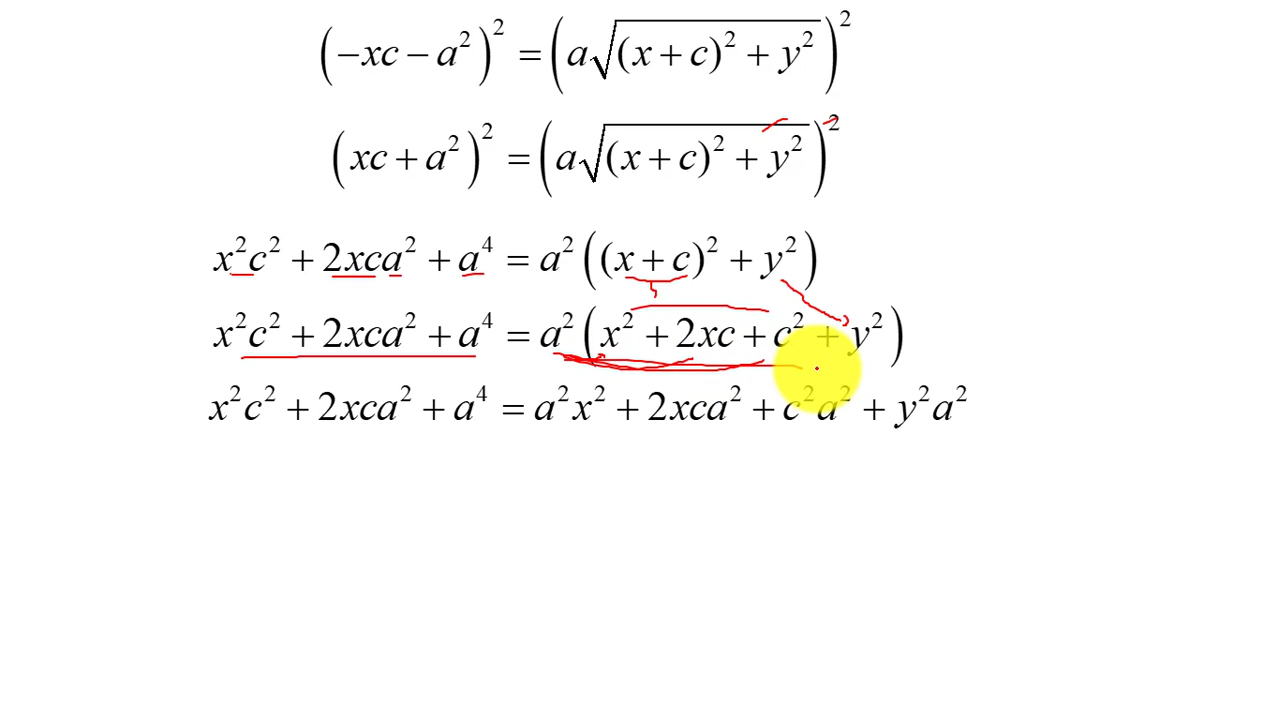 (−xc − a²)² = (a√((x + c)² + y²))²
(xc + a²)² = (a√((x + c)² + y²))²
x²c² + 2xca² + a⁴ = a²((x + c)² + y²)
x²c² + 2xca² + a⁴ = a²(x² + 2xc + c² + y²)
x²c² + 2xca² + a⁴ = a²x² + 2xca² + c²a² + y²a²